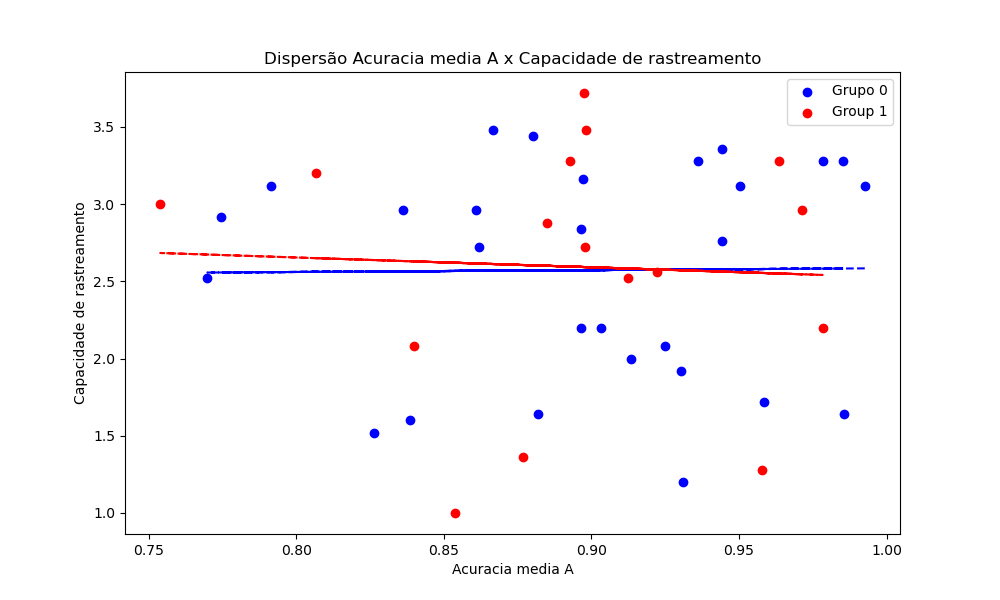 Dispersão Acuracia media A x Capacidade de rastreamento
Grupo 0
Group 1
3.5
3.0
2.5
2.0
1.5
1.0
Capacidade de rastreamento
0.75 0.80 0.85 0.90 0.95 1.00
Acuracia media A